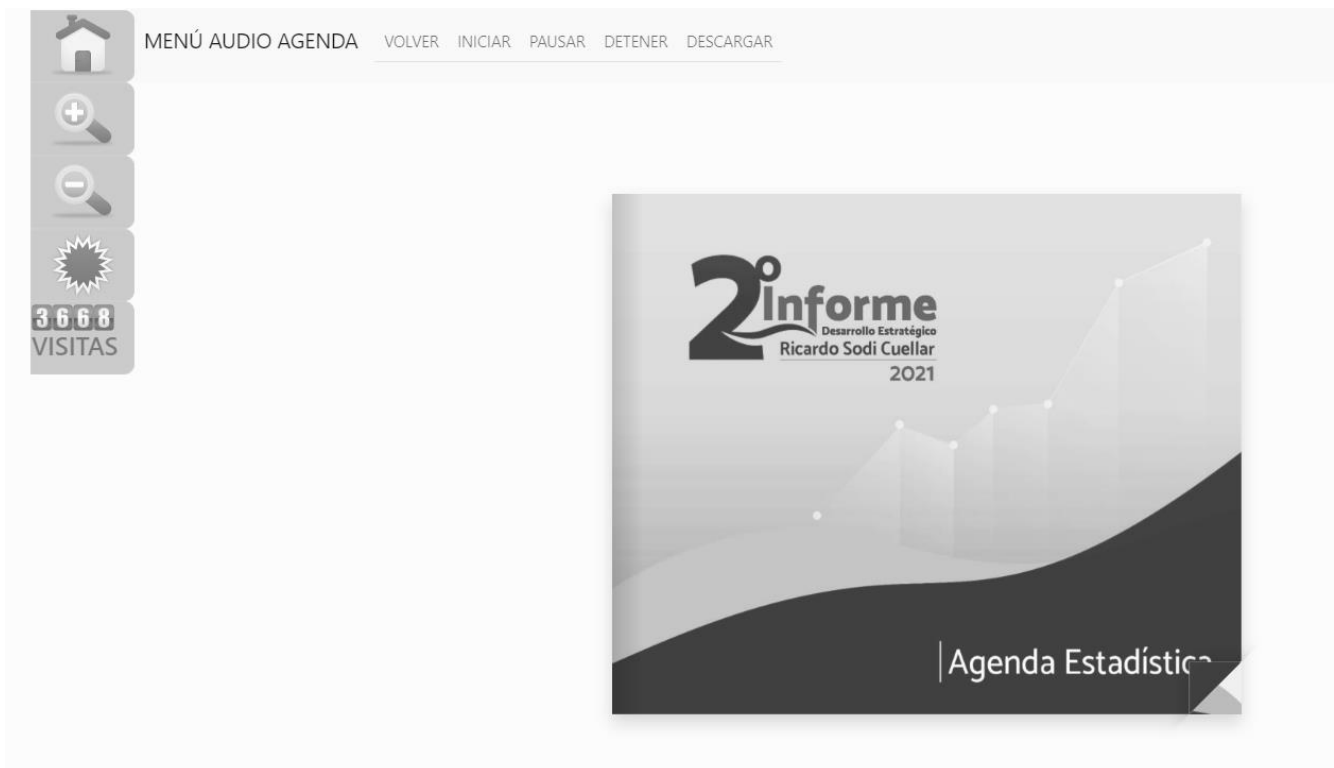 MENÚ AUDIO AGENDA VOLVER INICIAR PAUSAR DETENER DESCARGAR
3668
VISITAS
2º Informe
Desarrollo Estratégico
Ricardo Sodi Cuellar
2021
Agenda Estadística